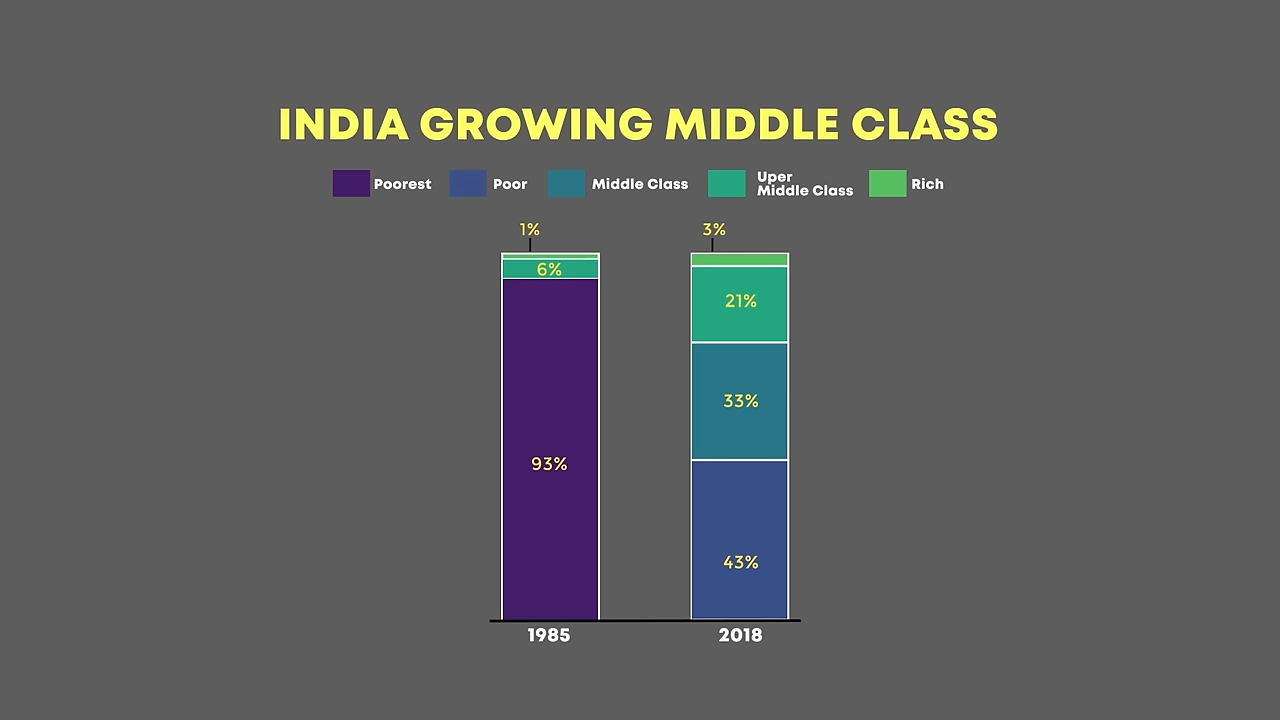 INDIA GROWING MIDDLE CLASS
Poorest
Poor
Middle Class
Uper
Middle Class
Rich
1%
3%
6%
21%
33%
93%
43%
1985
2018